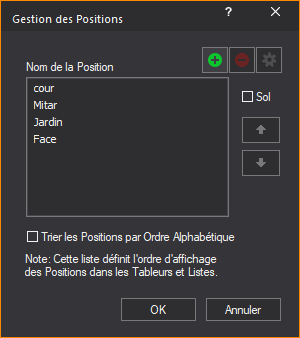 Gestion des Positions
?
Nom de la Position
cour
Mitar
Jardin
Face
Sol
Trier les Positions par Ordre Alphabétique
Note: Cette liste définit l'ordre d'affichage
des Positions dans les Tableurs et Listes.
OK
Annuler